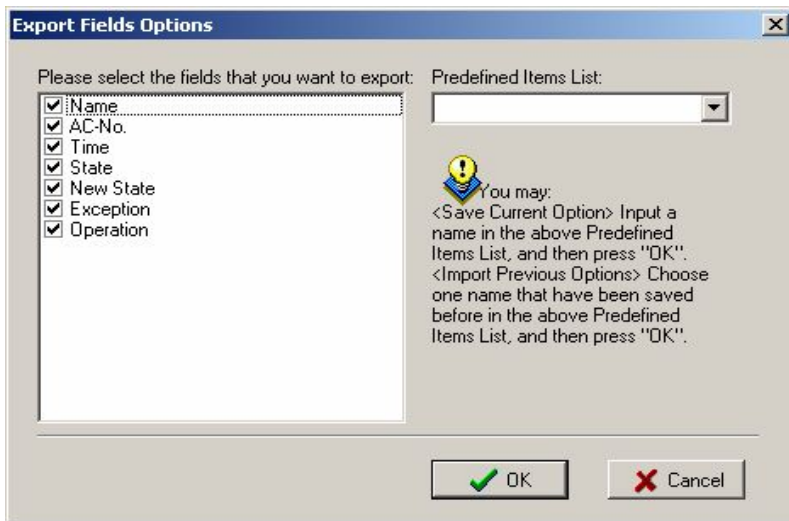 Export Fields Options
Please select the fields that you want to export:
Name
AC-No.
Time
State
New State
Exception
Operation
Predefined Items List:
You may:
<Save Current Option> Input a
name in the above Predefined
Items List, and then press "OK".
<Import Previous Options> Choose
one name that have been saved
before in the above Predefined
Items List, and then press "OK".
OK
Cancel